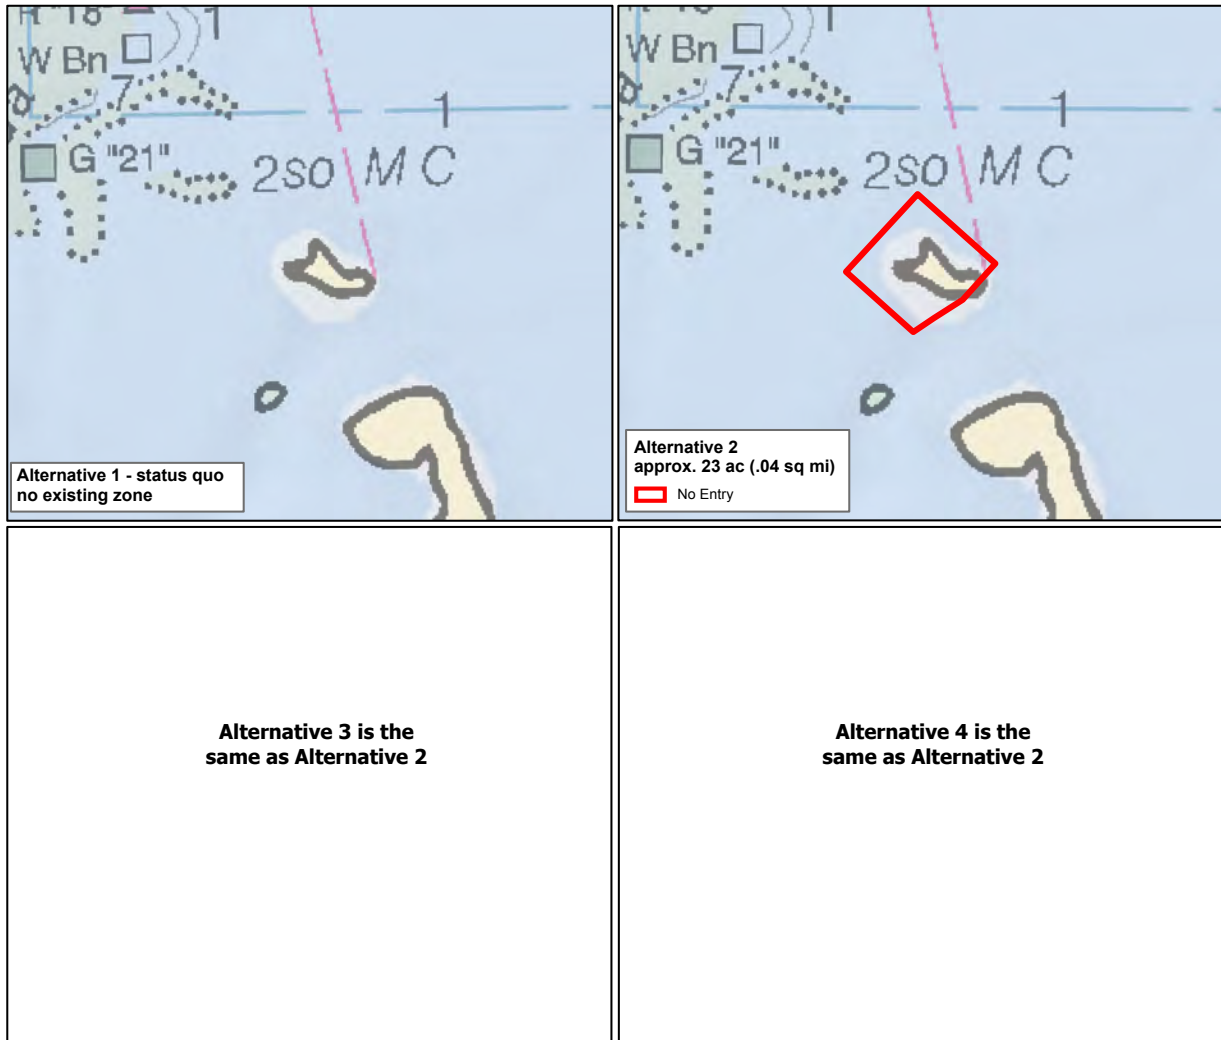 W Bn
7
1
1
G "21"
2so M C
Alternative 1 - status quo
no existing zone
W Bn
7
1
G "21"
2so M C
Alternative 2
approx. 23 ac (.04 sq mi)
No Entry
Alternative 3 is the
same as Alternative 2
Alternative 4 is the
same as Alternative 2